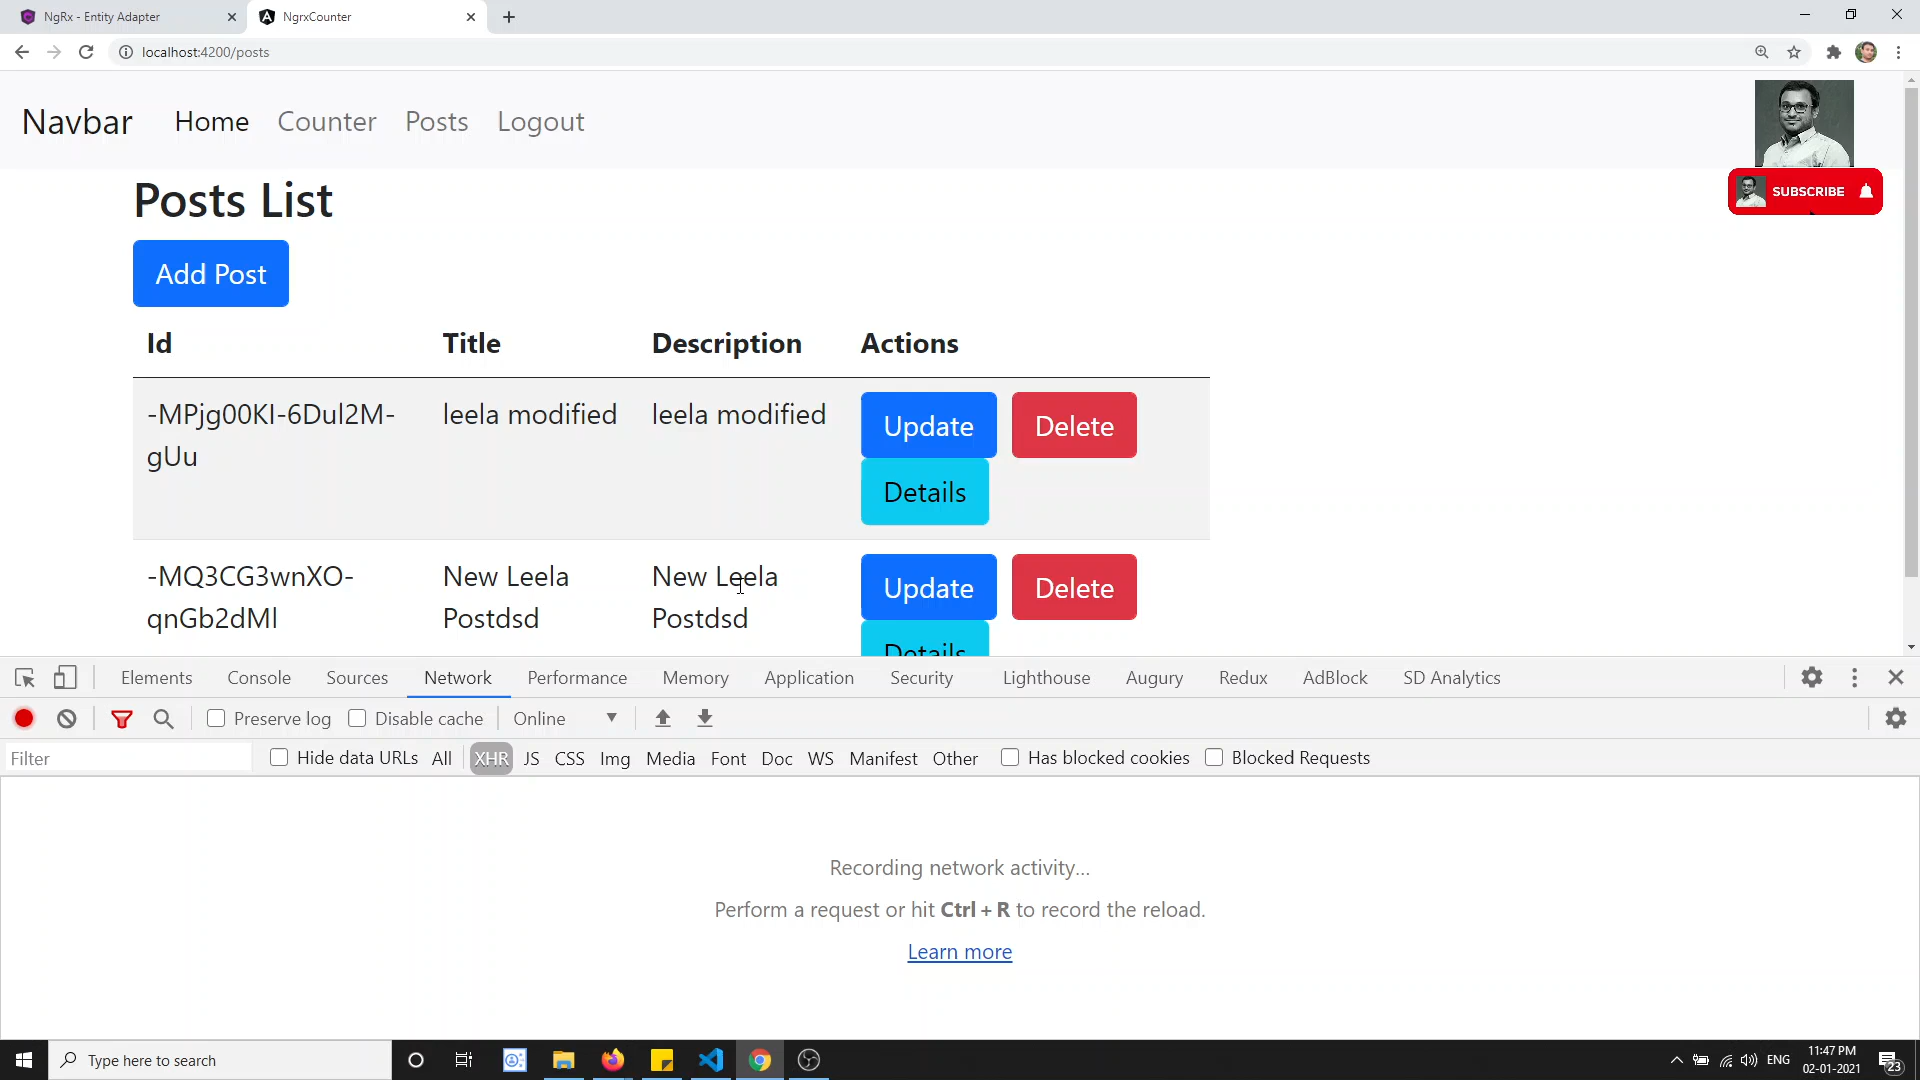 NgRx - Entity Adapter
NgrxCounter
localhost:4200/posts
Navbar Home Counter Posts Logout
SUBSCRIBE
Posts List
Add Post
Id Title Description Actions
-MPjg00KI-6Dul2M-
gUu
leela modified
leela modified
Update Delete
Details
-MQ3CG3wnXO-
qnGb2dMl
New Leela
Postdsd
New Leela
Postdsd
Update Delete
Details
Elements Console Sources Network Performance Memory Application Security Lighthouse Augury Redux AdBlock SD Analytics
Preserve log Disable cache Online
Filter Hide data URLs All XHR JS CSS Img Media Font Doc WS Manifest Other Has blocked cookies Blocked Requests
Recording network activity...
Perform a request or hit Ctrl + R to record the reload.
Learn more
Type here to search
ENG
11:47 PM
02-01-2021
23